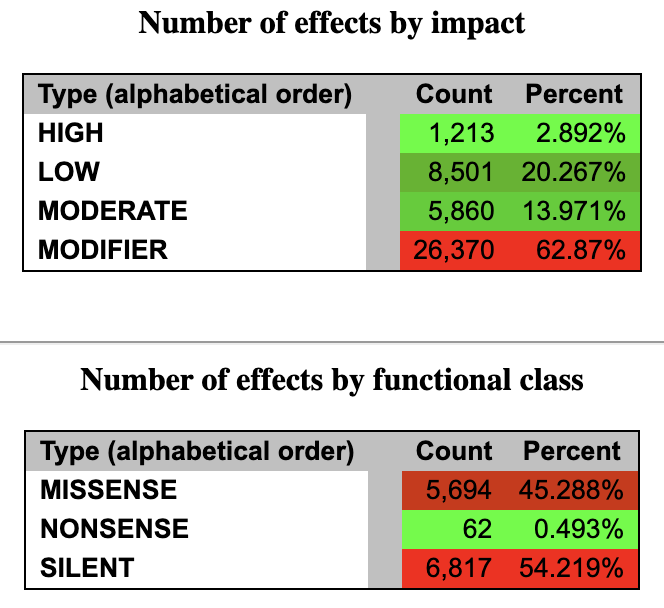 Number of effects by impact
Type (alphabetical order) Count Percent
HIGH 1,213 2.892%
LOW 8,501 20.267%
MODERATE 5,860 13.971%
MODIFIER 26,370 62.87%
Number of effects by functional class
Type (alphabetical order) Count Percent
MISSENSE 5,694 45.288%
NONSENSE 62 0.493%
SILENT 6,817 54.219%